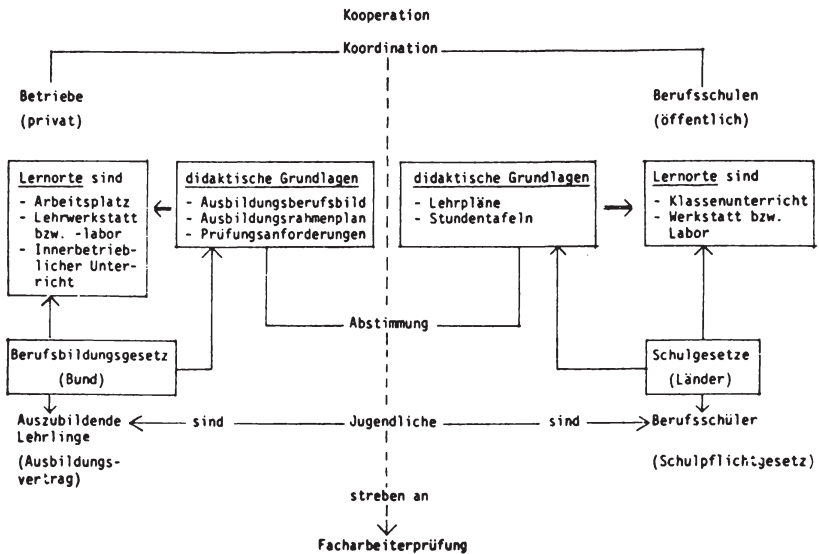 Kooperation
Koordination
Betriebe
(privat)
Berufsschulen
(öffentlich)
Lernorte sind
- Arbeitsplatz
- Lehrwerkstatt
bzw. -labor
- Innerbetrieb-
licher Unter-
richt
didaktische Grundlagen
- Ausbildungsberufsbild
- Ausbildungsrahmenplan
- Prüfungsanforderungen
didaktische Grundlagen
- Lehrpläne
- Stundentafeln
Lernorte sind
- Klassenunterricht
- Werkstatt bzw.
Labor
Abstimmung
Berufsbildungsgesetz
(Bund)
Schulgesetze
(Länder)
Auszubildende
Lehrlinge
(Ausbildungs-
vertrag)
sind
Jugendliche
sind
Berufsschüler
(Schulpflichtgesetz)
streben an
Facharbeiterprüfung